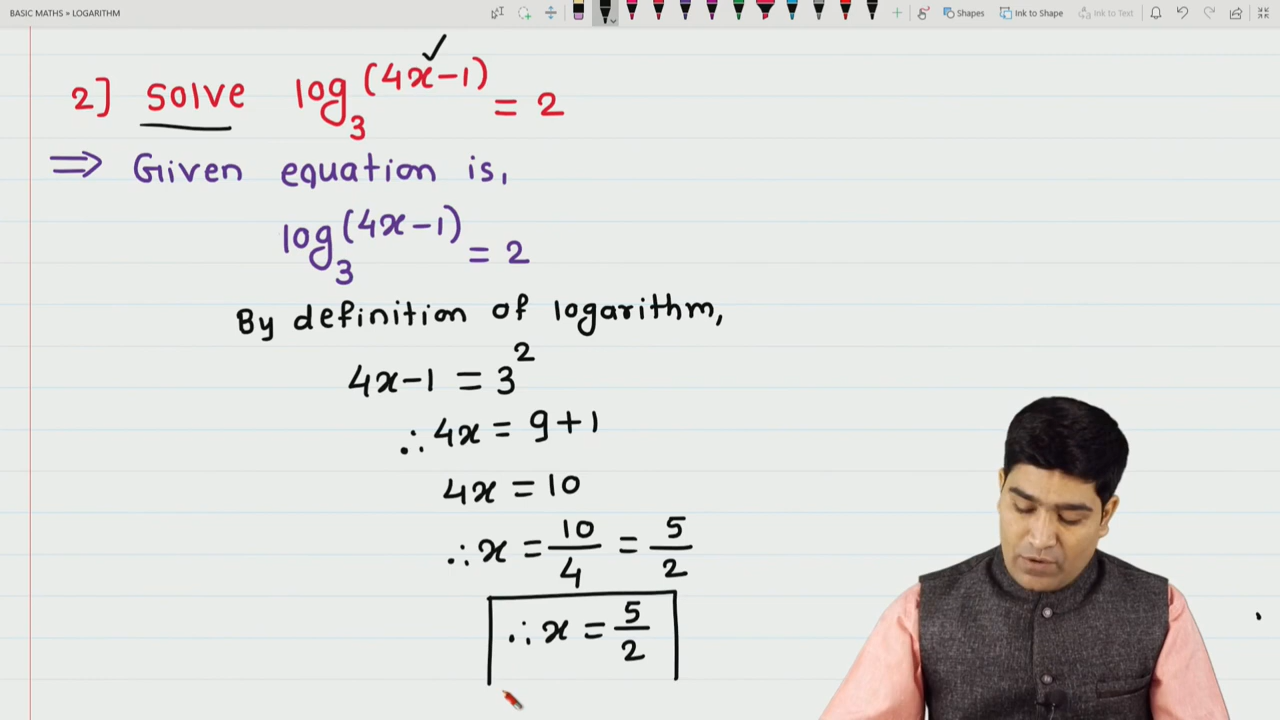 BASIC MATHS » LOGARITHM
Shapes
Ink to Shape
Ink to Text
2] Solve log₃(4x-1) = 2
⇒ Given equation is,
log₃(4x-1) = 2
By definition of logarithm,
4x-1 = 3²
∴ 4x = 9+1
4x = 10
∴ x = 10/4 = 5/2
∴ x = 5/2